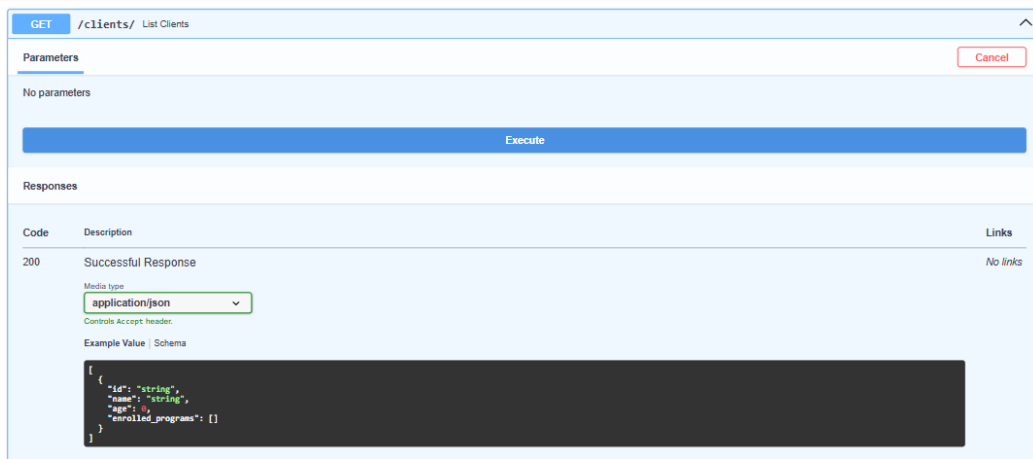 GET /clients/ List Clients
Parameters
Cancel
No parameters
Execute
Responses
Code Description Links
200 Successful Response No links
Media type
application/json
Controls Accept header.
Example Value | Schema
[
  {
    "id": "string",
    "name": "string",
    "age": 0,
    "enrolled_programs": []
  }
]